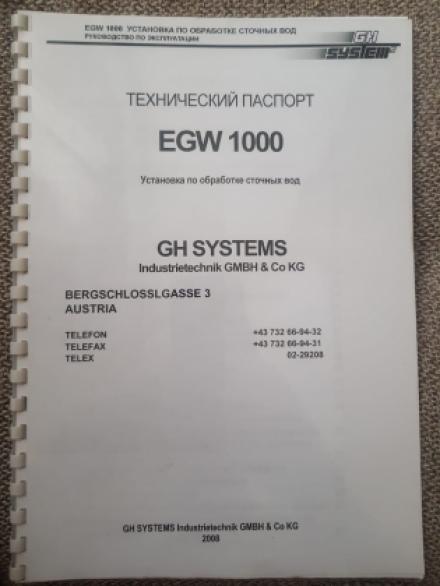 EGW 1000 УСТАНОВКА ПО ОБРАБОТКЕ СТОЧНЫХ ВОД
РУКОВОДСТВО ПО ЭКСПЛУАТАЦИИ
GH
SYSTEM
ТЕХНИЧЕСКИЙ ПАСПОРТ
EGW 1000
Установка по обработке сточных вод
GH SYSTEMS
Industrietechnik GMBH & Co KG
BERGSCHLOSSLGASSE 3
AUSTRIA
TELEFON +43 732 66-94-32
TELEFAX +43 732 66-94-31
TELEX 02-29208
GH SYSTEMS Industrietechnik GMBH & Co KG
2008